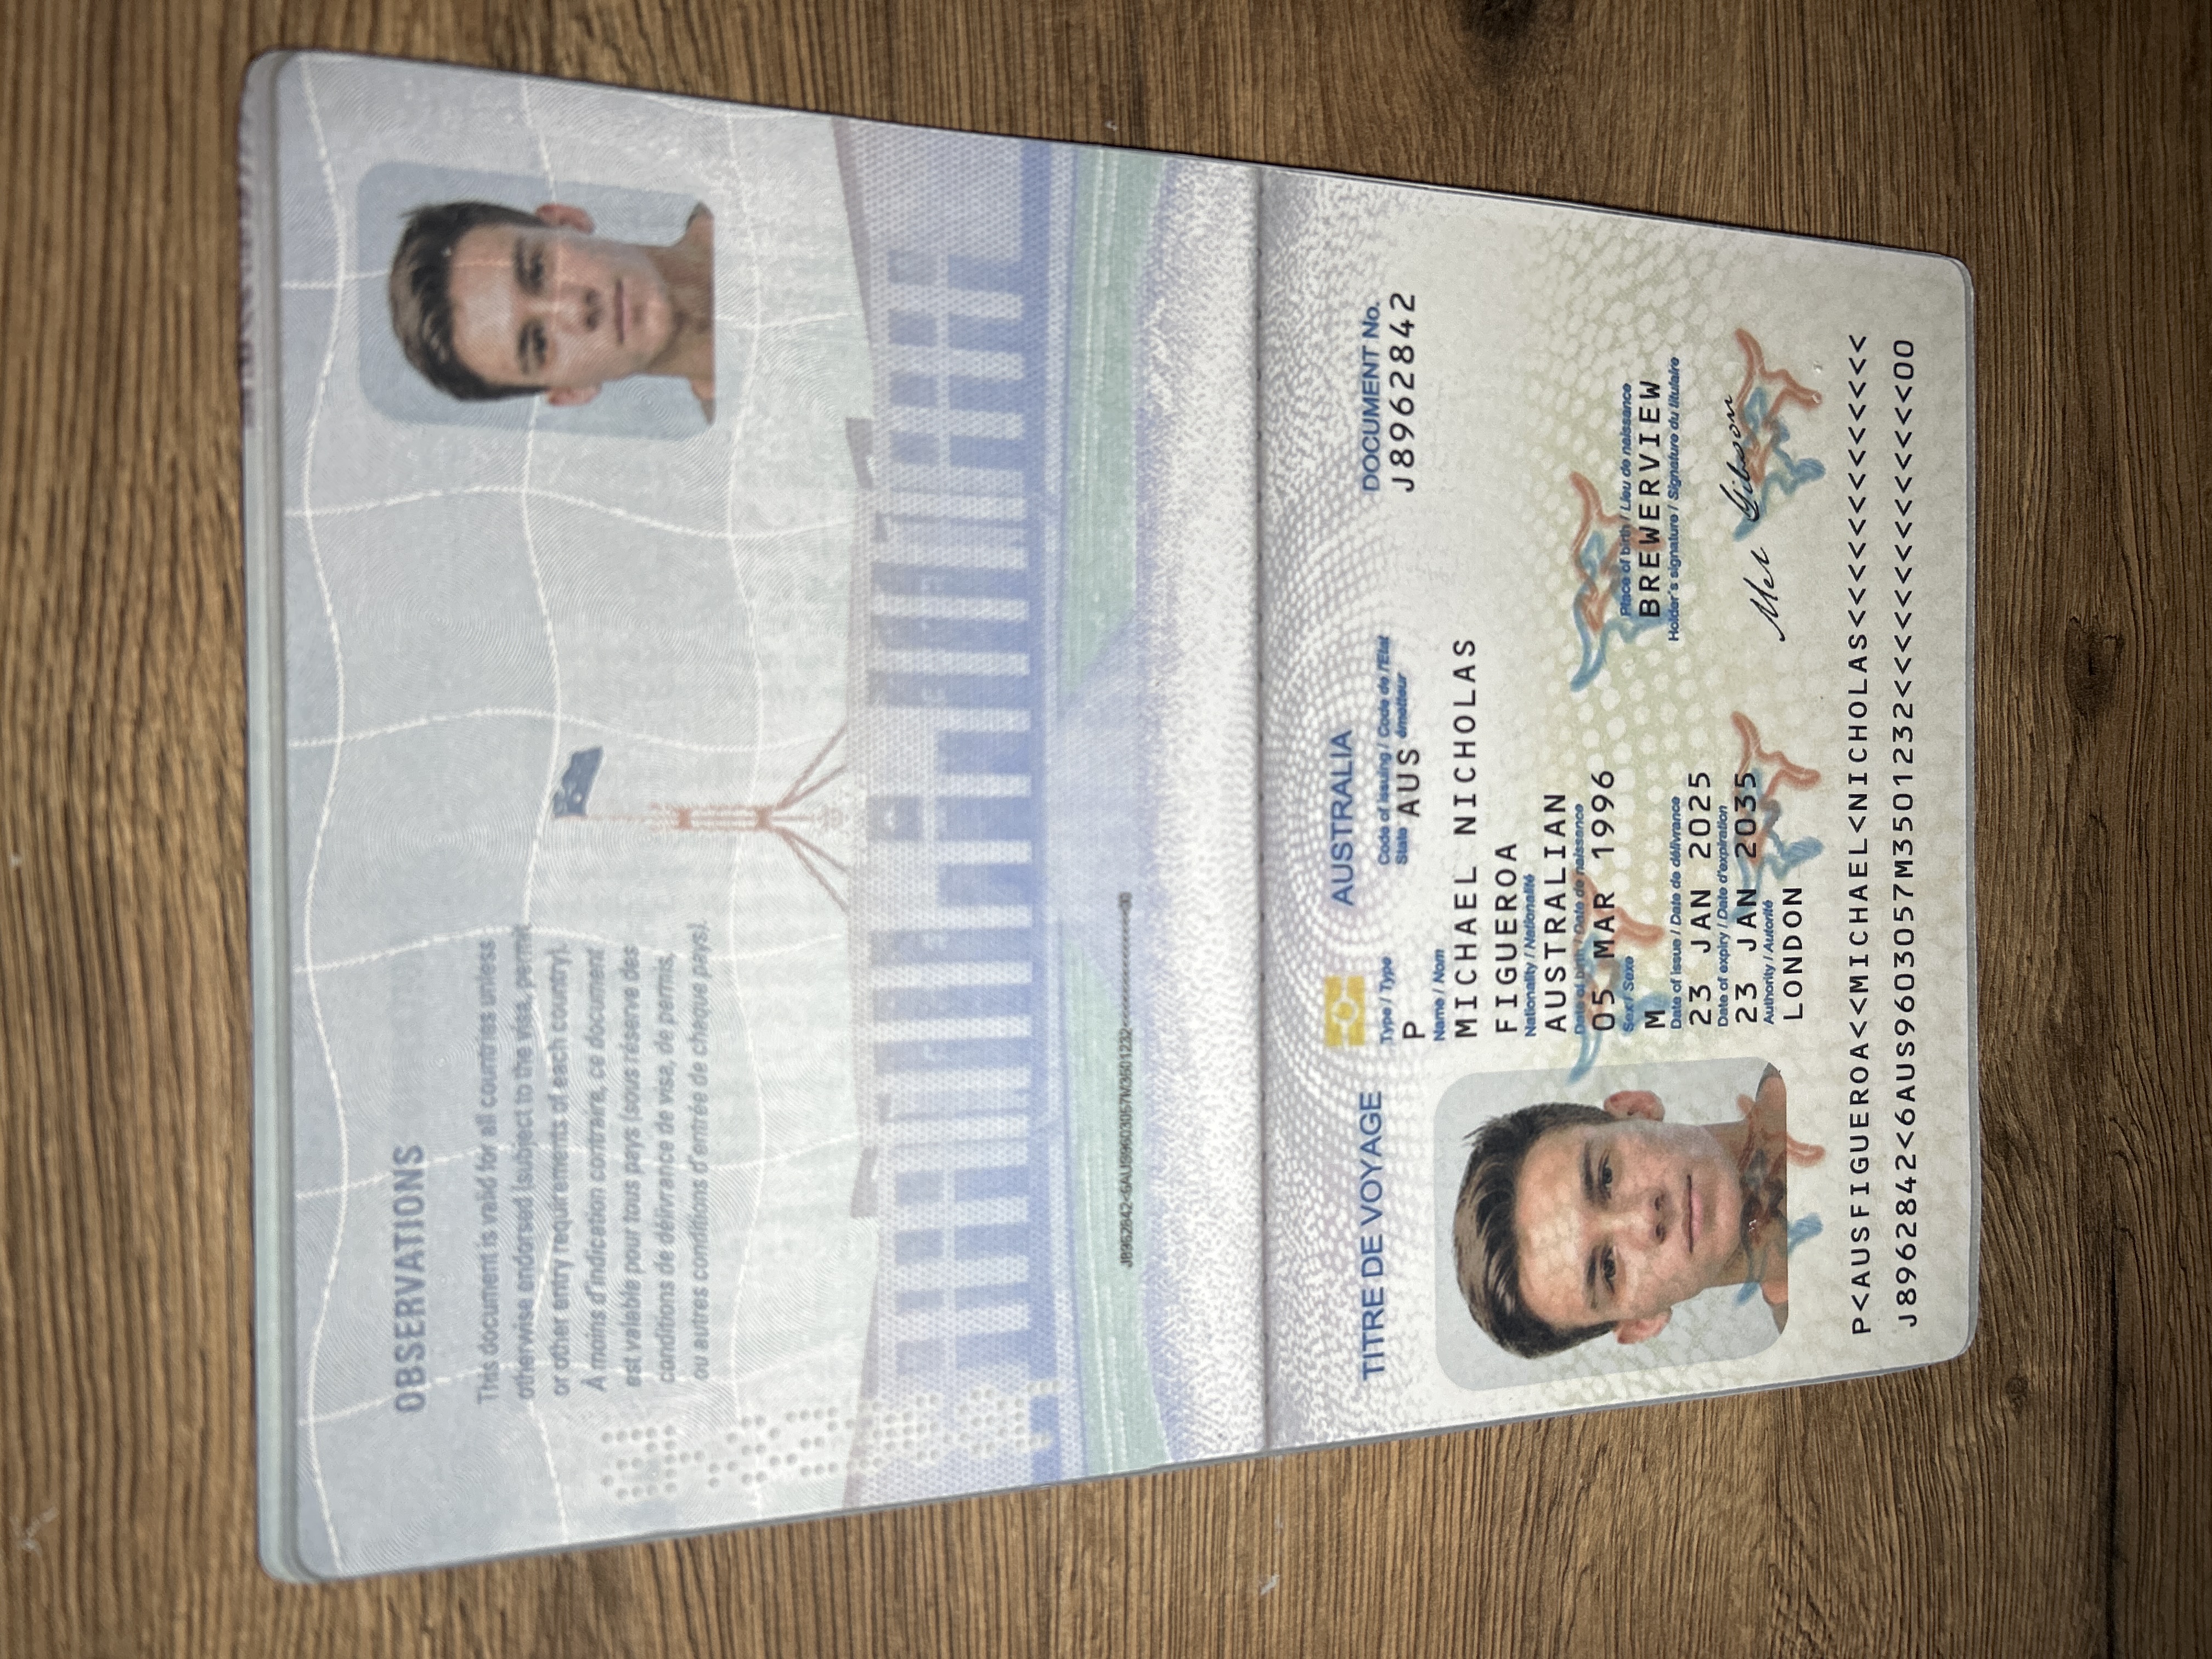 OBSERVATIONS
This document is valid for all countries unless
otherwise endorsed (subject to the visa, permit
or other entry requirements of each country).
À moins d'indication contraire, ce document
est valable pour tous pays (sous réserve des
conditions de délivrance de visa, de permis,
ou autres conditions d'entrée de chaque pays).
J8962842<6AUS9603057M3501232<<<<<<<<<<<<<<00
AUSTRALIA
TITRE DE VOYAGE
DOCUMENT No.
Type / Type
Code of issuing / Code de l'Etat
State émetteur
P AUS J8962842
Name / Nom
MICHAEL NICHOLAS
FIGUEROA
Nationality / Nationalité
AUSTRALIAN
Date of birth / Date de naissance
05 MAR 1996
Sex / Sexe
Place of birth / Lieu de naissance
M BREWERVIEW
Date of issue / Date de délivrance
Holder's signature / Signature du titulaire
23 JAN 2025
Date of expiry / Date d'expiration
23 JAN 2035
Mel Gibson
Authority / Autorité
LONDON
P<AUSFIGUEROA<<MICHAEL<NICHOLAS<<<<<<<<<<<<<
J8962842<6AUS9603057M3501232<<<<<<<<<<<<<<00